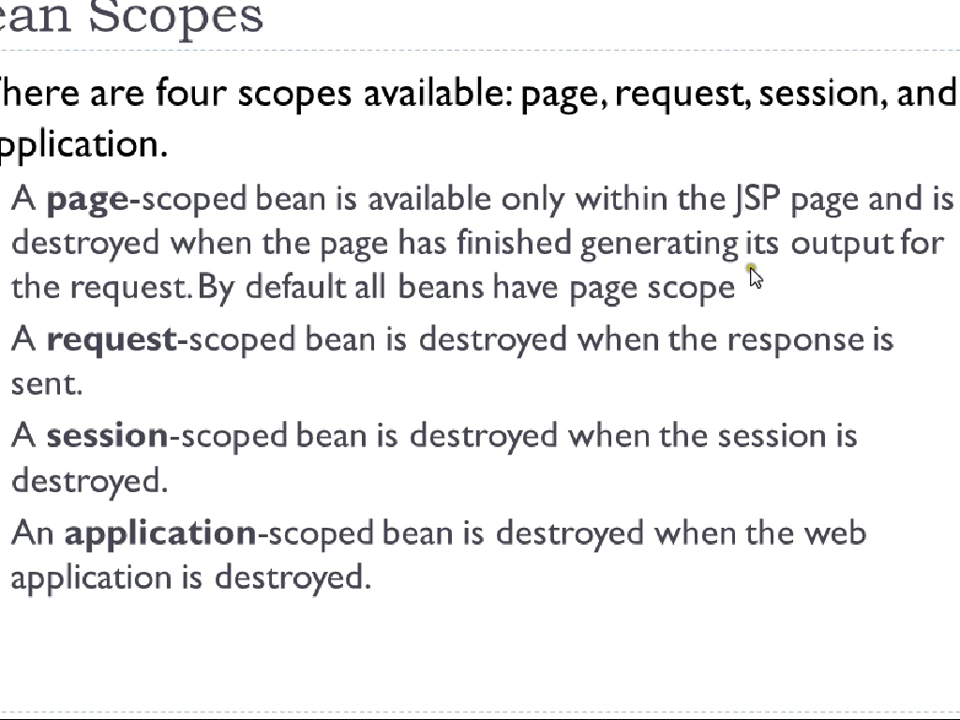 ean Scopes
here are four scopes available: page, request, session, and
pplication.
A page-scoped bean is available only within the JSP page and is
destroyed when the page has finished generating its output for
the request. By default all beans have page scope
A request-scoped bean is destroyed when the response is
sent.
A session-scoped bean is destroyed when the session is
destroyed.
An application-scoped bean is destroyed when the web
application is destroyed.